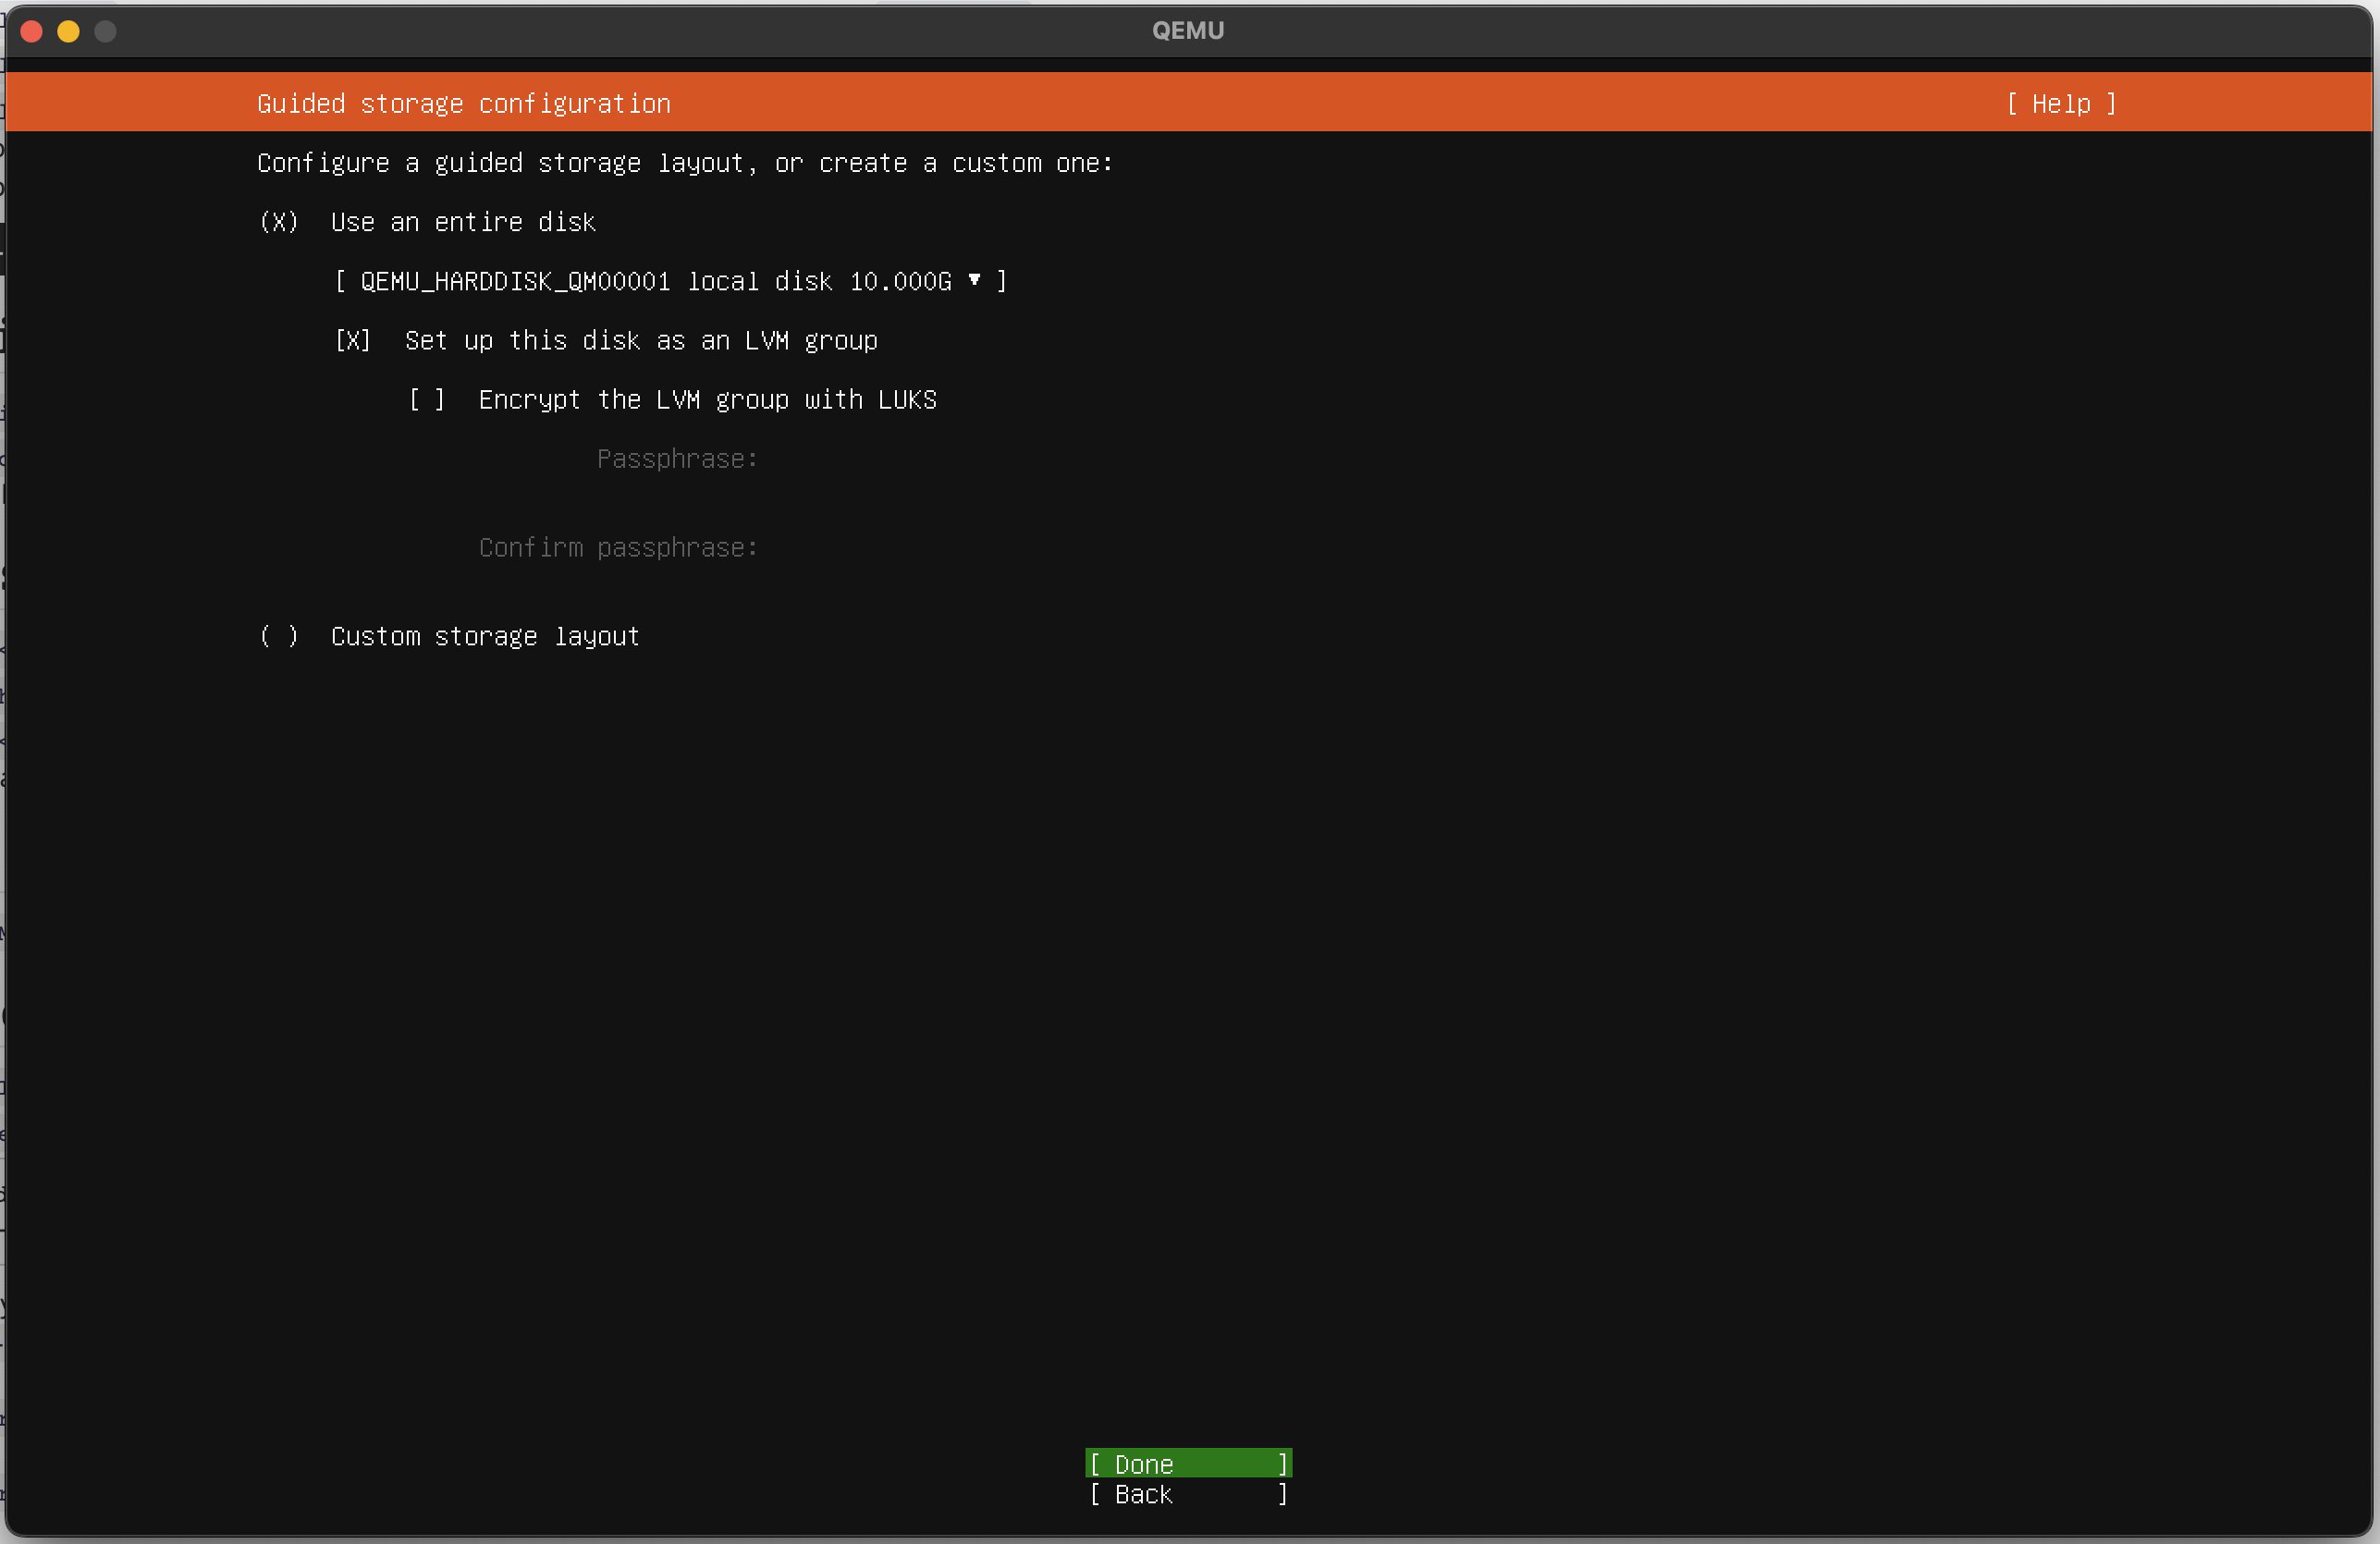 QEMU
Guided storage configuration [ Help ]
Configure a guided storage layout, or create a custom one:
(X) Use an entire disk
[ QEMU_HARDDISK_QM00001 local disk 10.000G ▾ ]
[X] Set up this disk as an LVM group
[ ] Encrypt the LVM group with LUKS
Passphrase:
Confirm passphrase:
( ) Custom storage layout
[ Done ]
[ Back ]